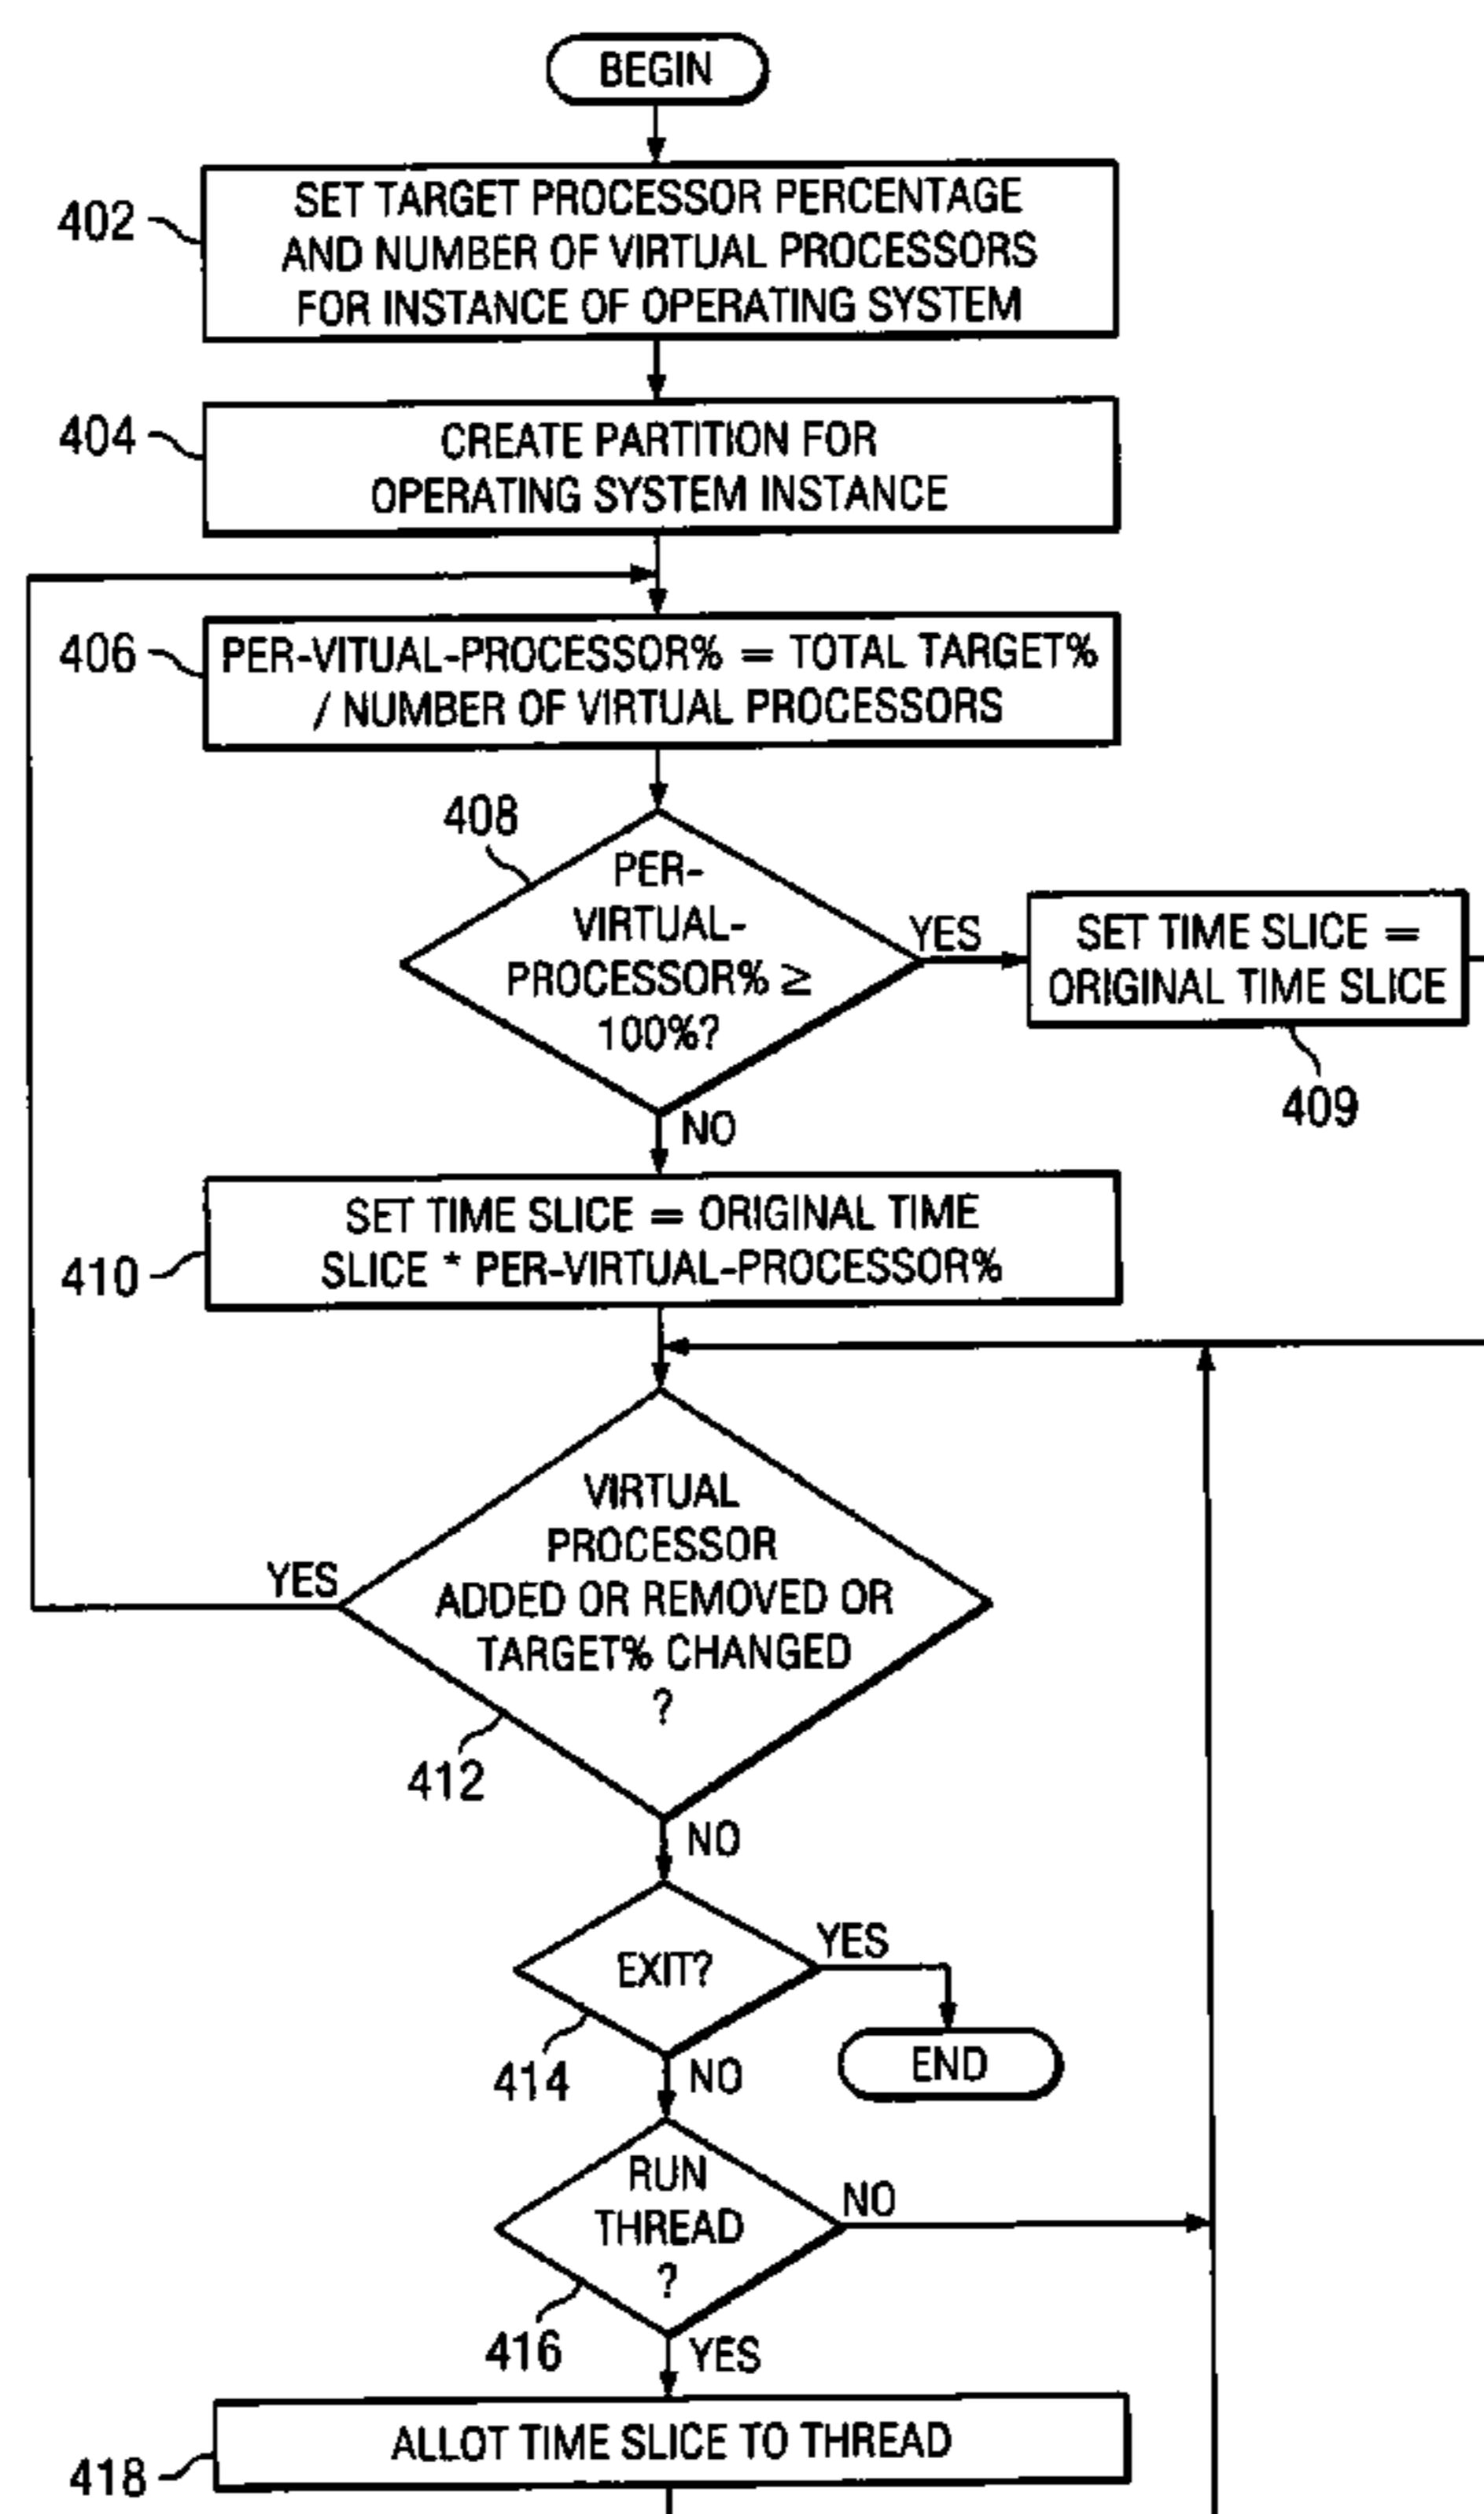 BEGIN
402
SET TARGET PROCESSOR PERCENTAGE
AND NUMBER OF VIRTUAL PROCESSORS
FOR INSTANCE OF OPERATING SYSTEM
404
CREATE PARTITION FOR
OPERATING SYSTEM INSTANCE
406
PER-VITUAL-PROCESSOR% = TOTAL TARGET%
/ NUMBER OF VIRTUAL PROCESSORS
408
PER-
VIRTUAL-
PROCESSOR% ≥
100%?
YES
SET TIME SLICE =
ORIGINAL TIME SLICE
409
NO
410
SET TIME SLICE = ORIGINAL TIME
SLICE * PER-VIRTUAL-PROCESSOR%
VIRTUAL
PROCESSOR
ADDED OR REMOVED OR
TARGET% CHANGED
?
YES
412
NO
EXIT?
YES
414
END
NO
RUN
THREAD
?
NO
416
YES
ALLOT TIME SLICE TO THREAD
418